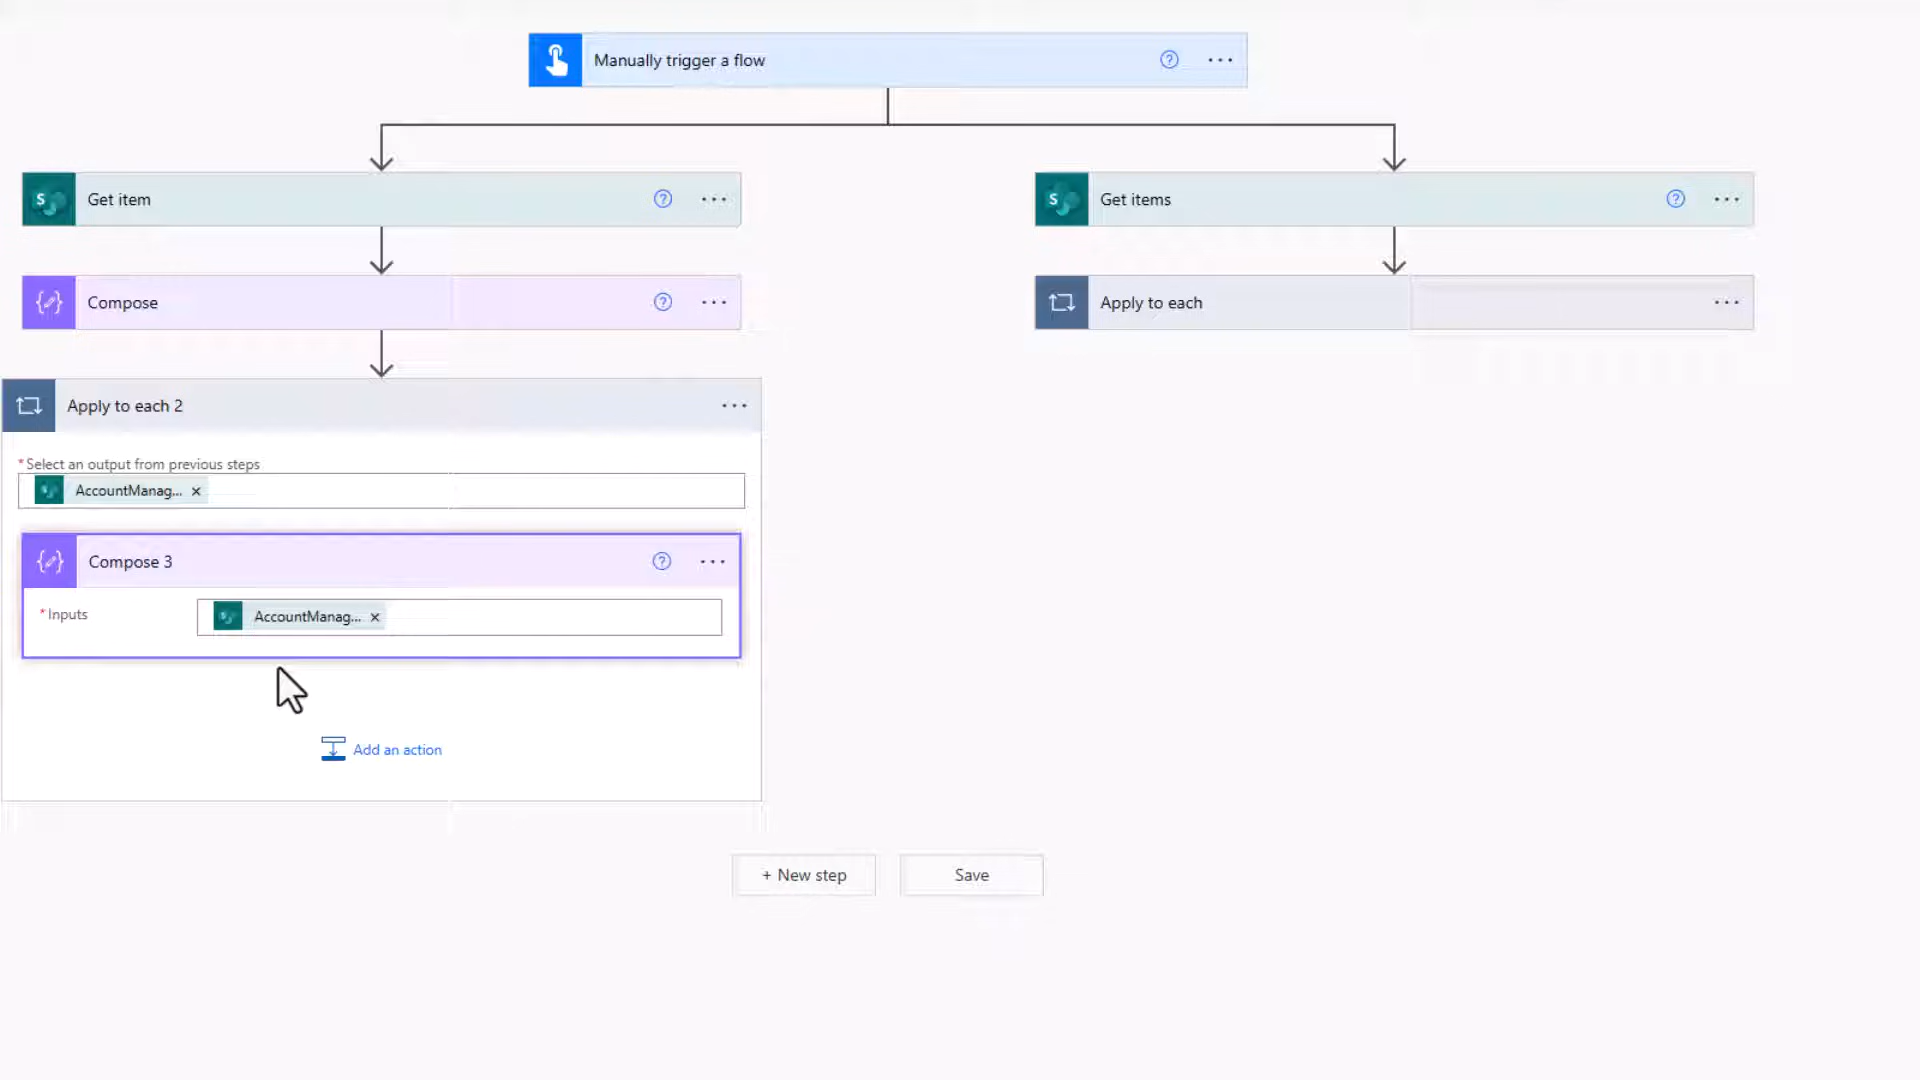 Manually trigger a flow
Get item
Get items
Compose
Apply to each
Apply to each 2
*Select an output from previous steps
AccountManag... ×
Compose 3
*Inputs
AccountManag... ×
Add an action
+ New step
Save